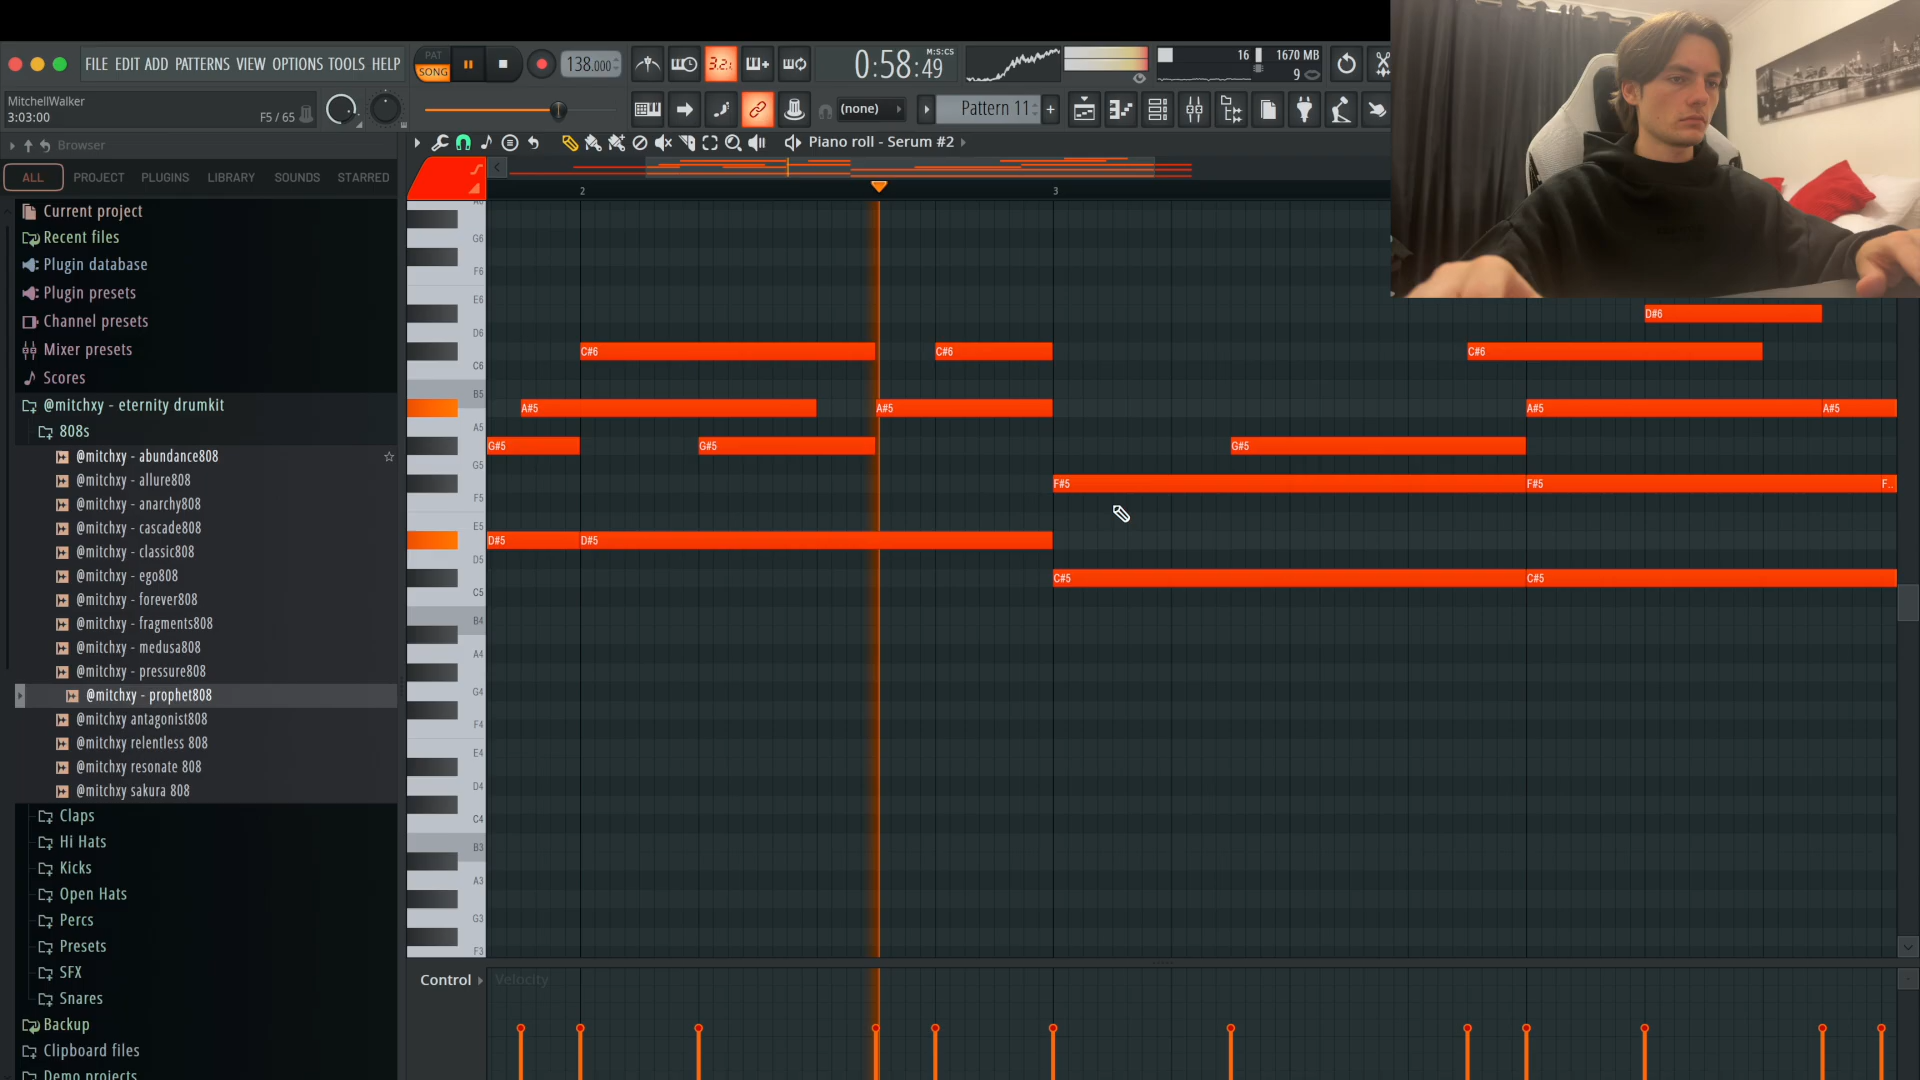 PAT
SONG
FILE EDIT ADD PATTERNS VIEW OPTIONS TOOLS HELP
138.000
3.2.
0:58:49
M:S:CS
16
1670 MB
9
MitchellWalker
3:03:00
F5 / 65
(none)
Pattern 11
Browser
Piano roll - Serum #2
ALL
PROJECT
PLUGINS
LIBRARY
SOUNDS
STARRED
2
3
Current project
Recent files
Plugin database
Plugin presets
Channel presets
Mixer presets
Scores
@mitchxy - eternity drumkit
808s
@mitchxy - abundance808
@mitchxy - allure808
@mitchxy - anarchy808
@mitchxy - cascade808
@mitchxy - classic808
@mitchxy - ego808
@mitchxy - forever808
@mitchxy - fragments808
@mitchxy - medusa808
@mitchxy - pressure808
@mitchxy - prophet808
@mitchxy antagonist808
@mitchxy relentless 808
@mitchxy resonate 808
@mitchxy sakura 808
Claps
Hi Hats
Kicks
Open Hats
Percs
Presets
SFX
Snares
Backup
Clipboard files
Demo projects
G6
F6
E6
D6
C6
B5
A5
G5
F5
E5
D5
C5
B4
A4
G4
F4
E4
D4
C4
B3
A3
G3
F3
D#6
C#6
C#6
C#6
A#5
A#5
A#5
A#5
G#5
G#5
G#5
F#5
F#5
F..
D#5
D#5
C#5
C#5
Control
Velocity